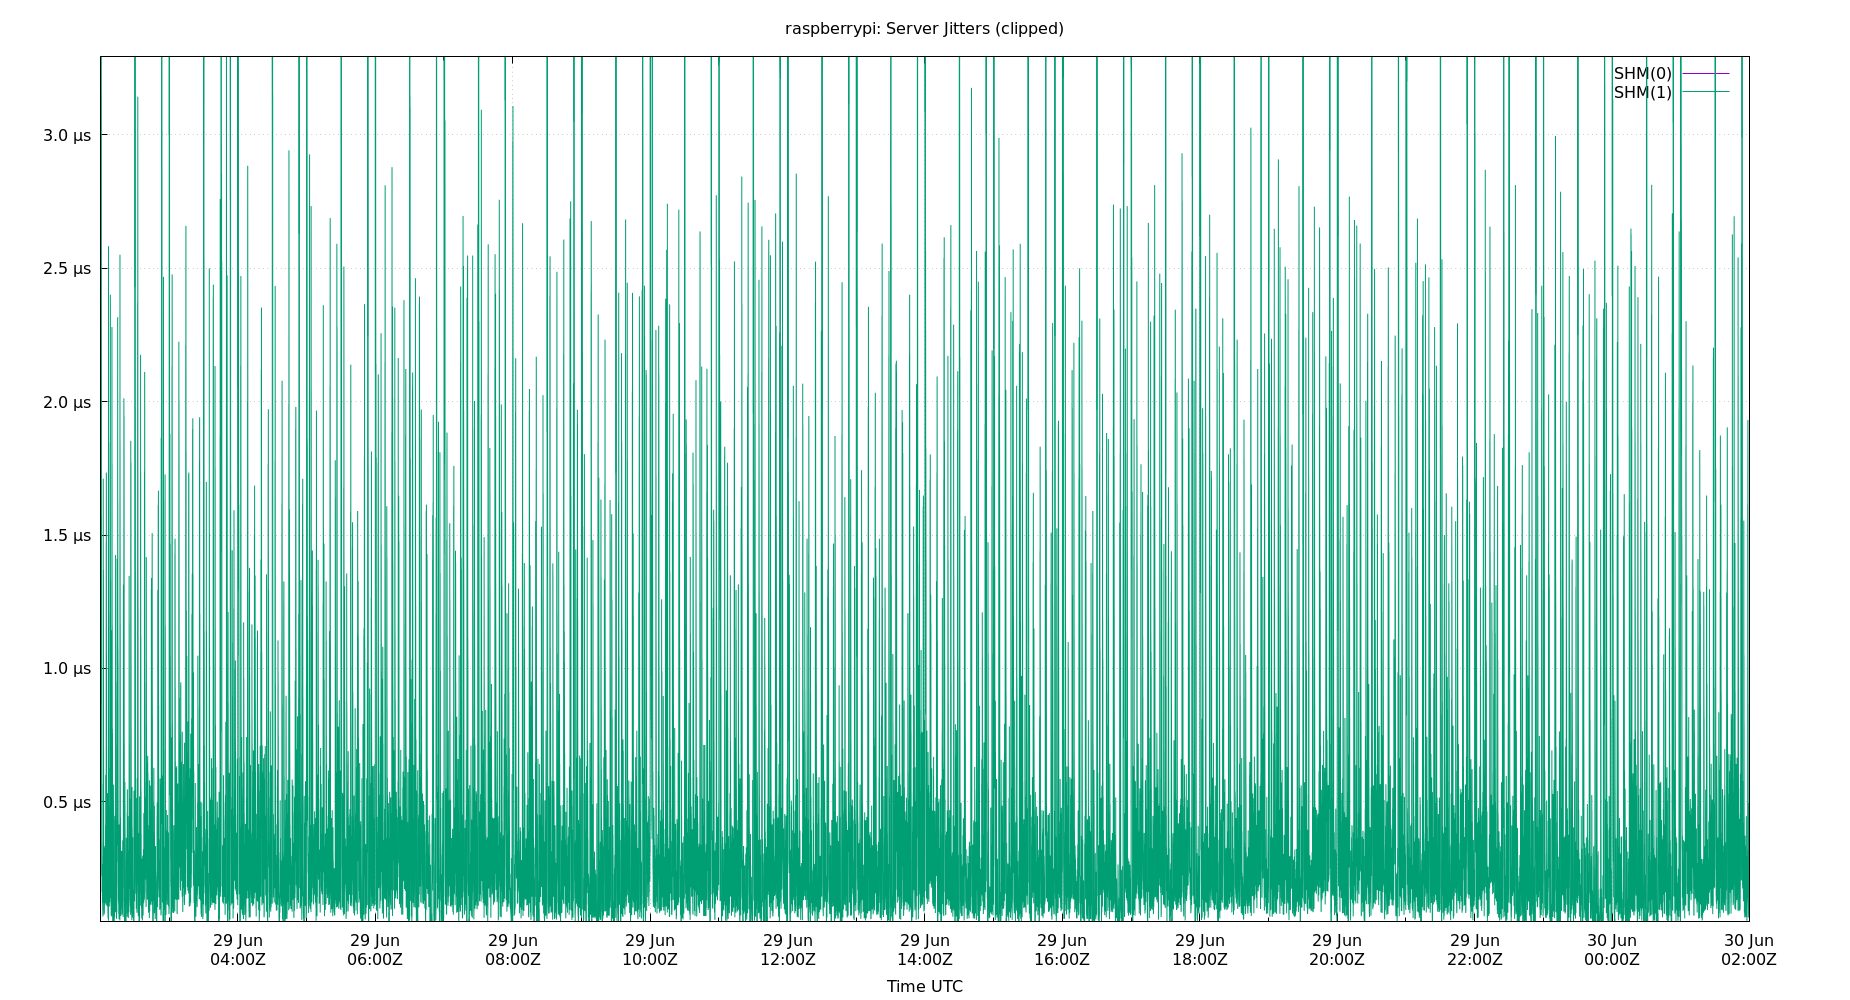 raspberrypi: Server Jitters (clipped)
SHM(0)
SHM(1)
3.0 µs
2.5 µs
2.0 µs
1.5 µs
1.0 µs
0.5 µs
29 Jun 29 Jun 29 Jun 29 Jun 29 Jun 29 Jun 29 Jun 29 Jun 29 Jun 29 Jun 30 Jun 30 Jun
04:00Z 06:00Z 08:00Z 10:00Z 12:00Z 14:00Z 16:00Z 18:00Z 20:00Z 22:00Z 00:00Z 02:00Z
Time UTC